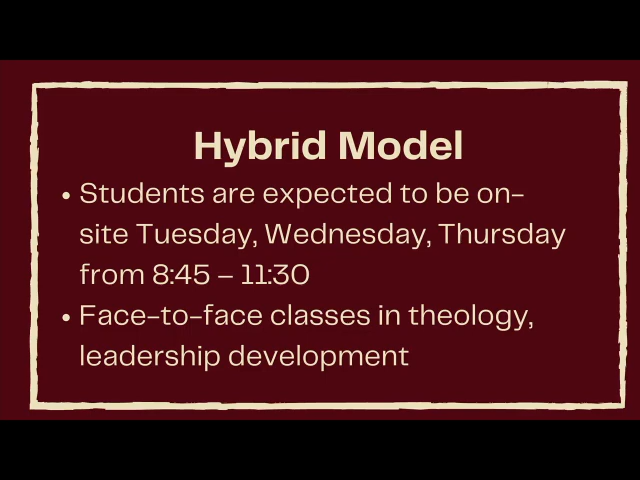 Hybrid Model
• Students are expected to be on-
site Tuesday, Wednesday, Thursday
from 8:45 – 11:30
• Face-to-face classes in theology,
leadership development